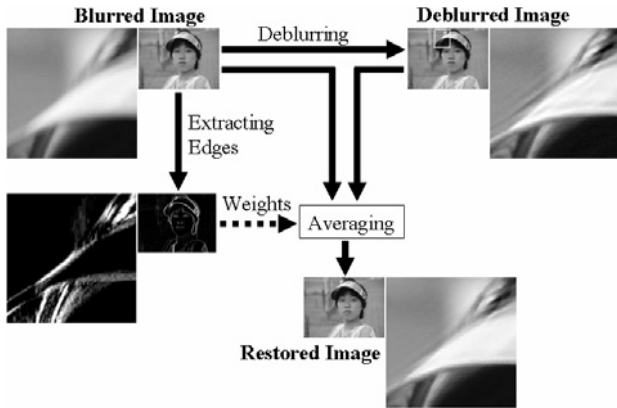 Blurred Image
Deblurred Image
Deblurring
Extracting
Edges
Weights
Averaging
Restored Image